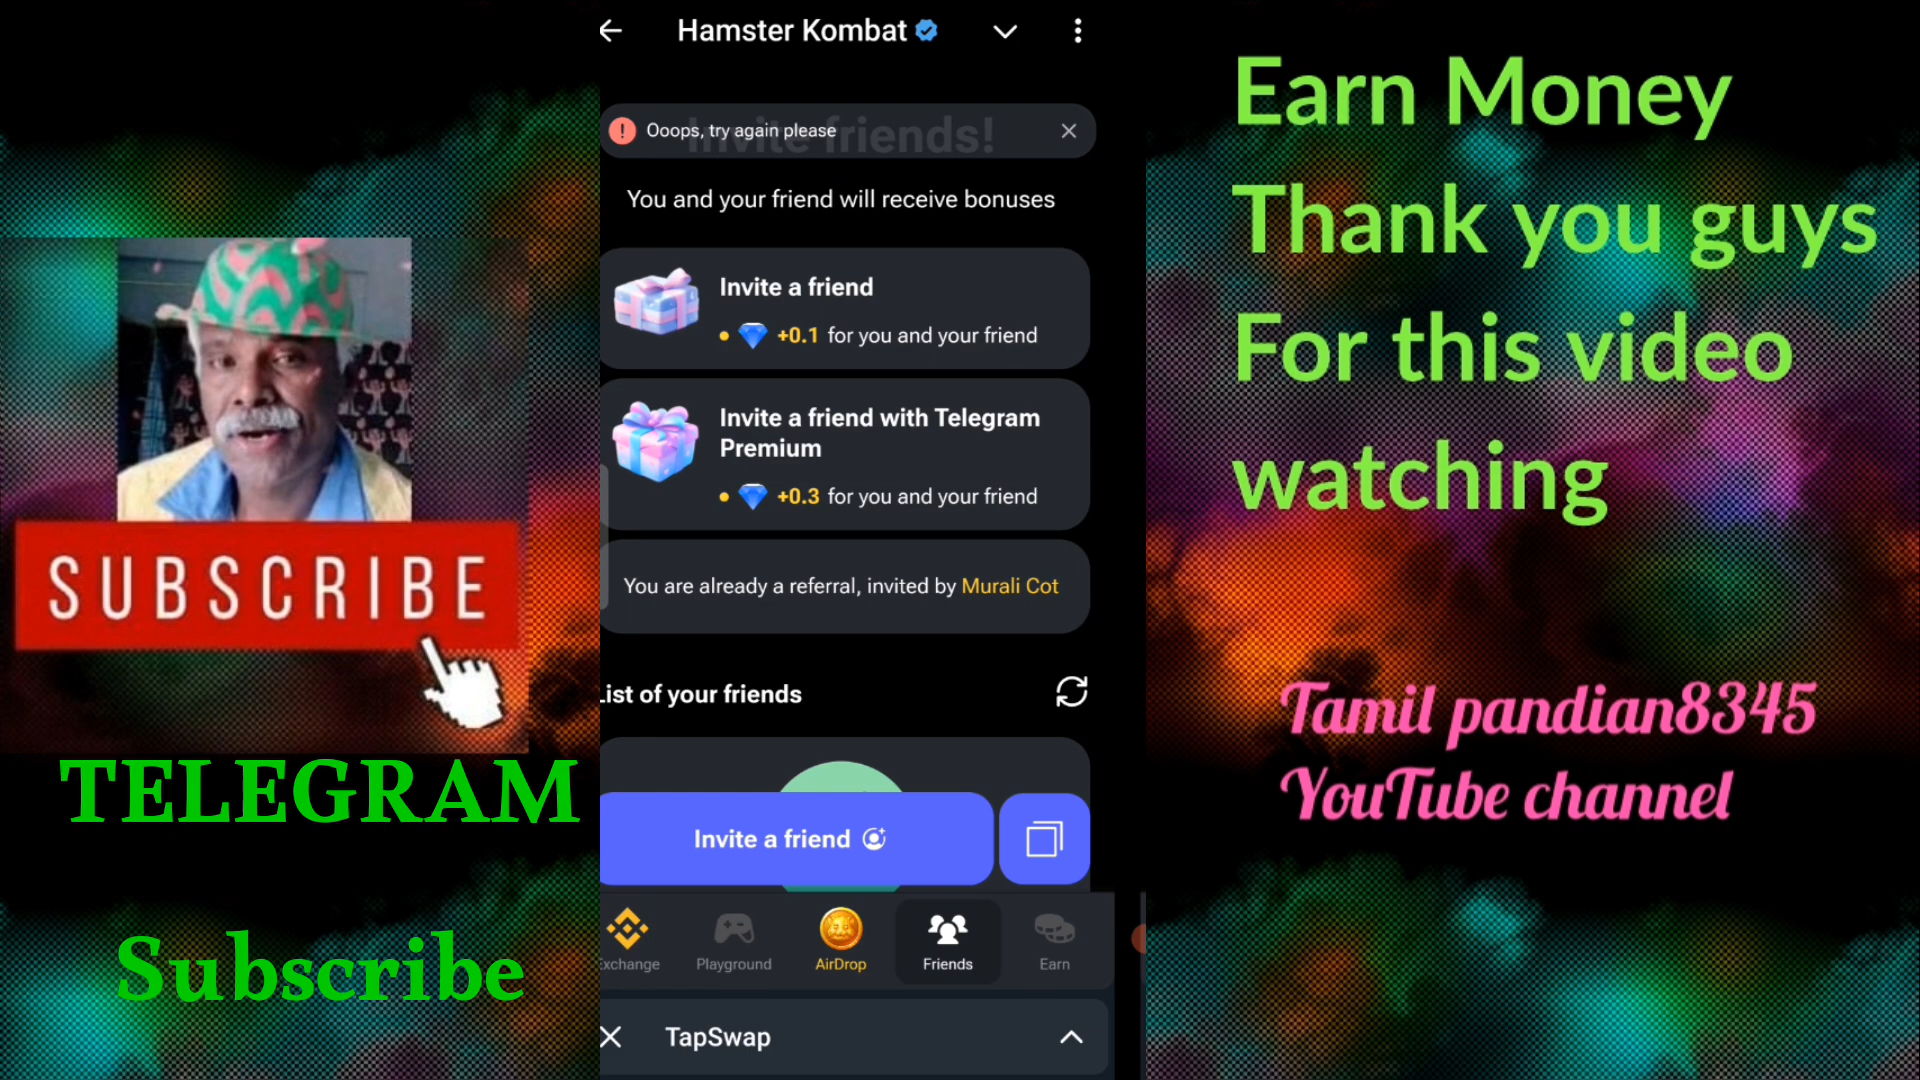 SUBSCRIBE
TELEGRAM
Subscribe
Hamster Kombat
Invite friends!
Ooops, try again please
You and your friend will receive bonuses
Invite a friend
+0.1 for you and your friend
Invite a friend with Telegram
Premium
+0.3 for you and your friend
You are already a referral, invited by Murali Cot
List of your friends
Invite a friend
Exchange
Playground
AirDrop
Friends
Earn
TapSwap
Earn Money
Thank you guys
For this video
watching
Tamil pandian8345
YouTube channel